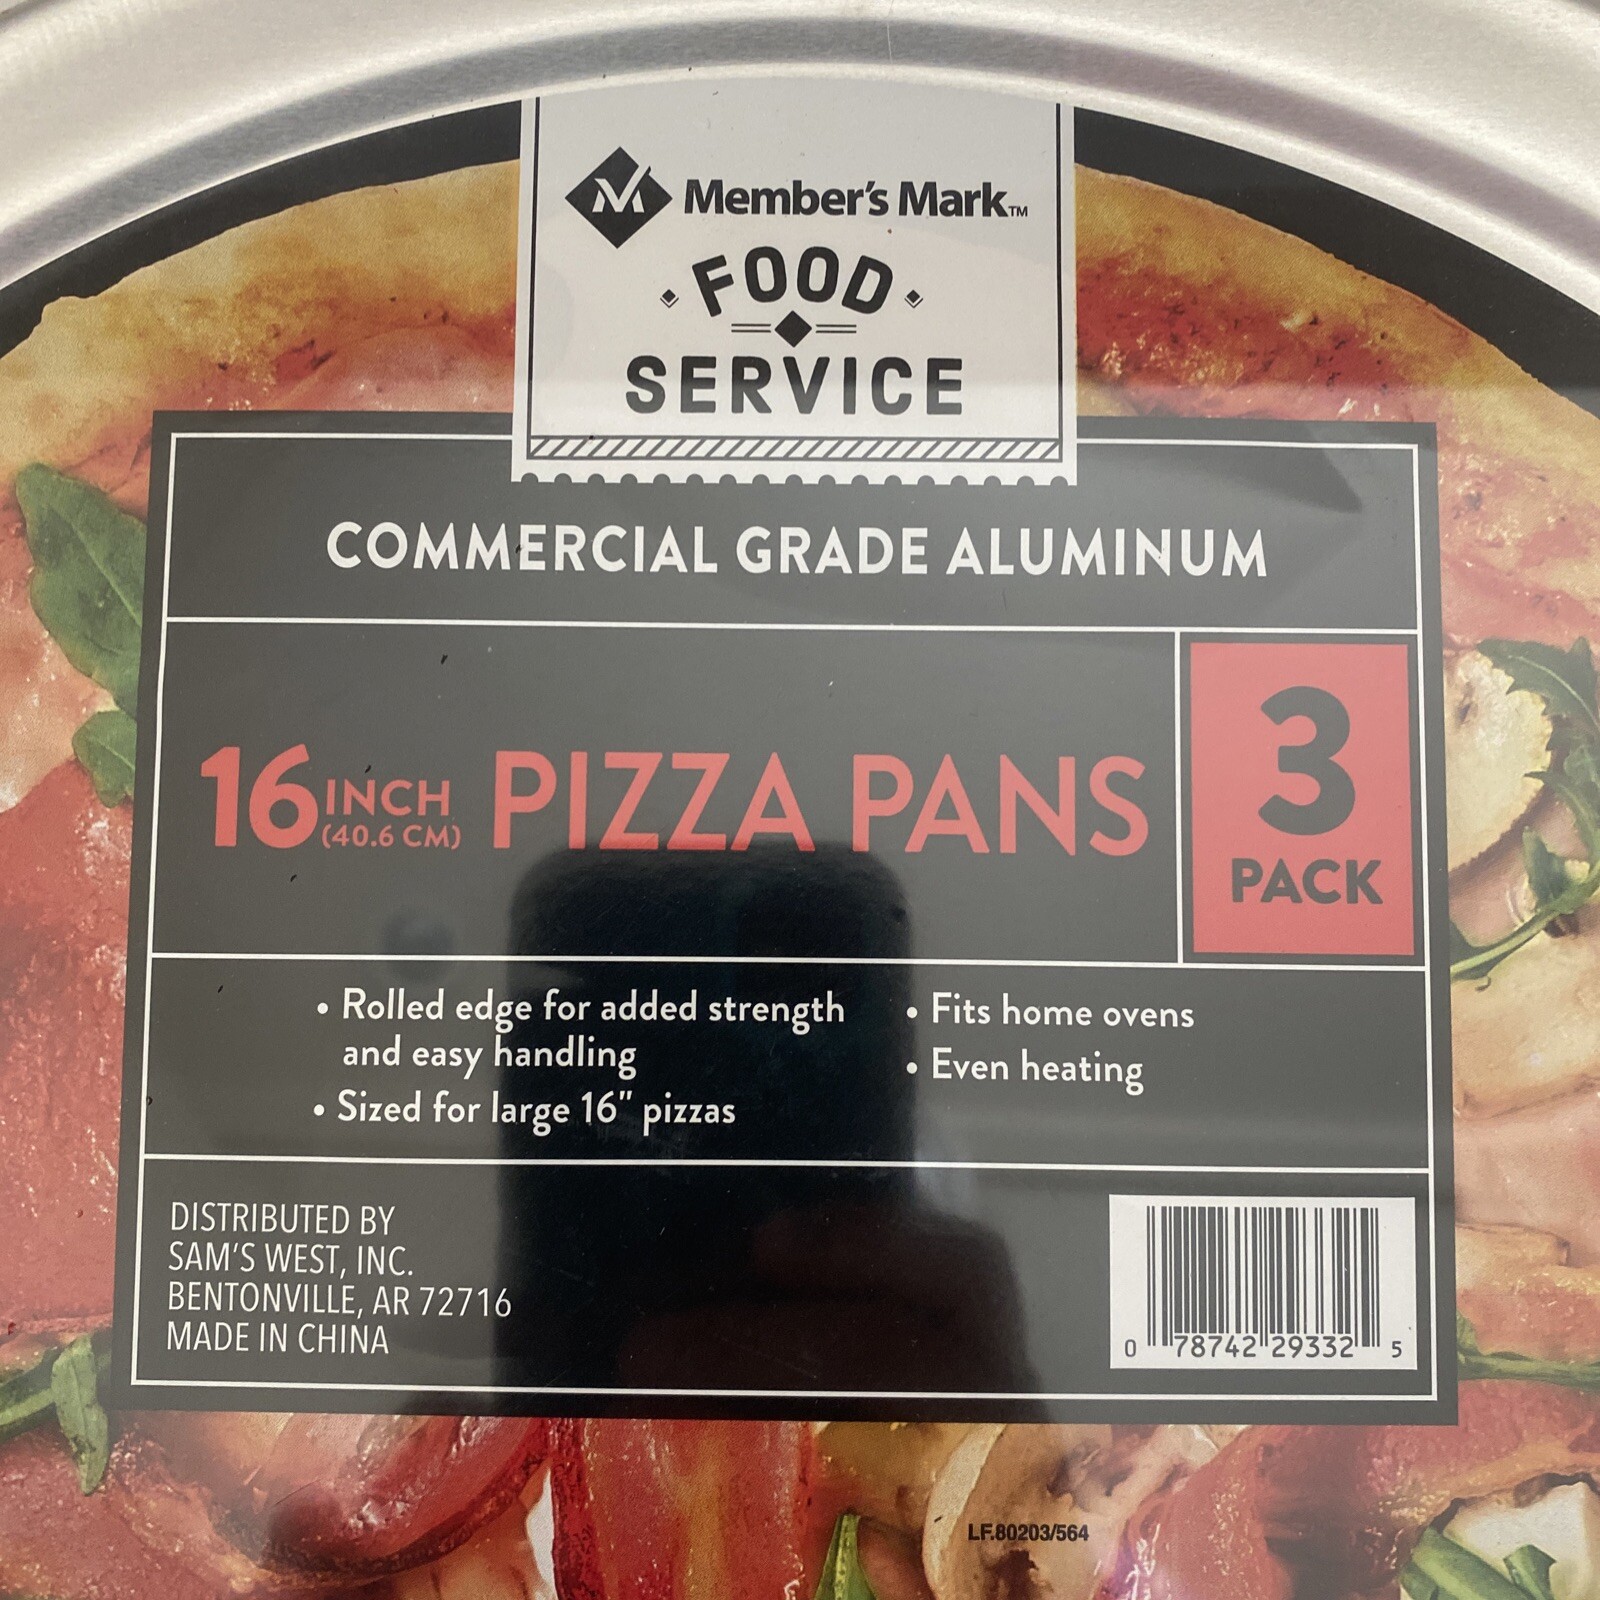 Member's Mark™
FOOD
SERVICE
COMMERCIAL GRADE ALUMINUM
16 INCH (40.6 CM) PIZZA PANS
3
PACK
• Rolled edge for added strength
and easy handling
• Sized for large 16" pizzas
• Fits home ovens
• Even heating
DISTRIBUTED BY
SAM'S WEST, INC.
BENTONVILLE, AR 72716
MADE IN CHINA
0 78742 29332 5
LF.80203/564